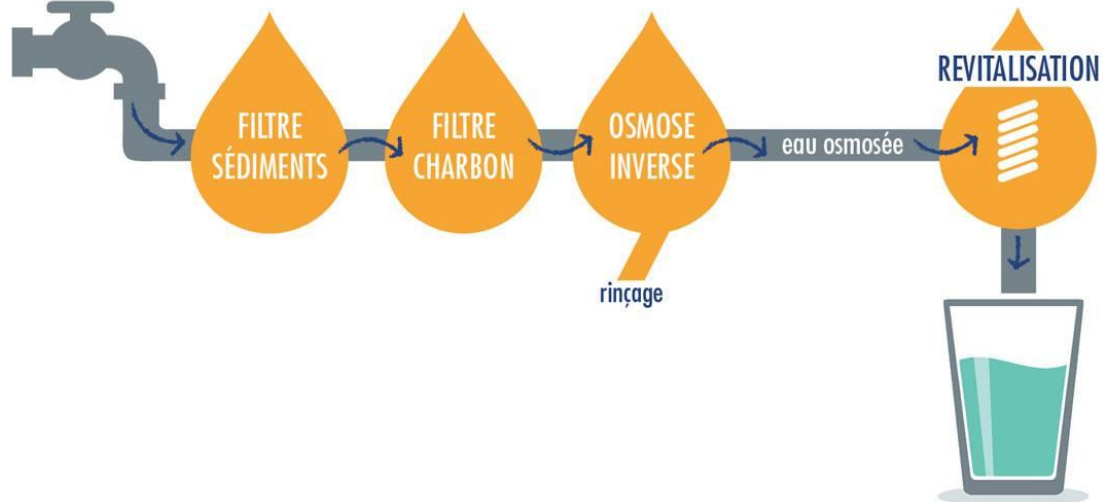 FILTRE
SÉDIMENTS
FILTRE
CHARBON
OSMOSE
INVERSE
rinçage
eau osmosée
REVITALISATION